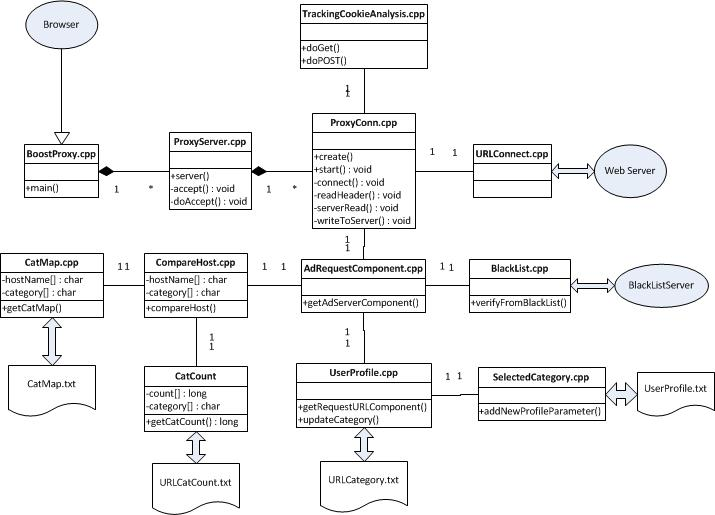 Browser
TrackingCookieAnalysis.cpp
+doGet()
+doPOST()
1
1
BoostProxy.cpp
+main()
1
*
ProxyServer.cpp
+server()
-accept() : void
-doAccept() : void
1
*
ProxyConn.cpp
+create()
+start() : void
-connect() : void
-readHeader() : void
-serverRead() : void
-writeToServer() : void
1
1
URLConnect.cpp
Web Server
1
1
CatMap.cpp
-hostName[] : char
-category[] : char
+getCatMap()
1 1
CompareHost.cpp
-hostName[] : char
-category[] : char
+compareHost()
1
1
AdRequestComponent.cpp
+getAdServerComponent()
1 1
BlackList.cpp
+verifyFromBlackList()
BlackListServer
1
1
1
1
CatMap.txt
CatCount
-count[] : long
-category[] : char
+getCatCount() : long
UserProfile.cpp
+getRequestURLComponent()
+updateCategory()
1 1
SelectedCategory.cpp
+addNewProfileParameter()
UserProfile.txt
URLCatCount.txt
URLCategory.txt